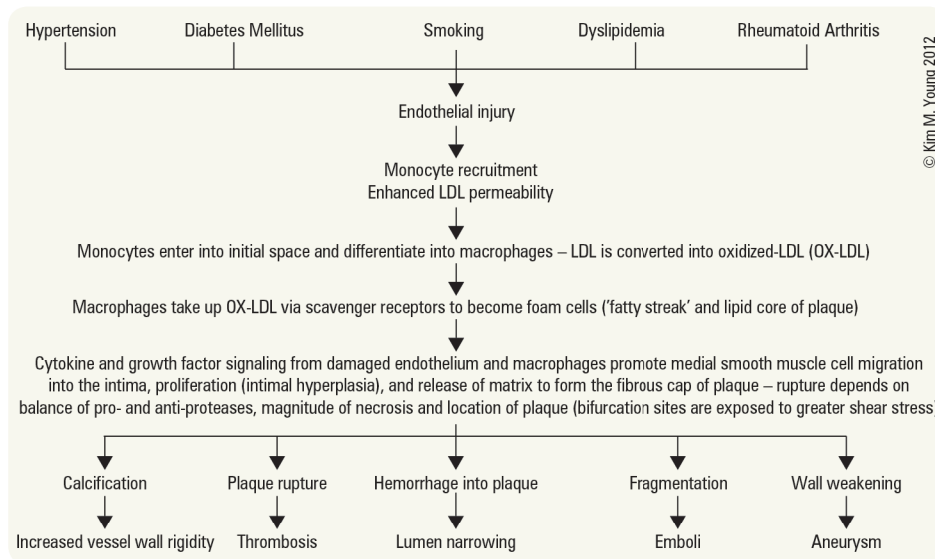 Hypertension Diabetes Mellitus Smoking Dyslipidemia Rheumatoid Arthritis
Endothelial injury
Monocyte recruitment
Enhanced LDL permeability
Monocytes enter into initial space and differentiate into macrophages – LDL is converted into oxidized-LDL (OX-LDL)
Macrophages take up OX-LDL via scavenger receptors to become foam cells (‘fatty streak’ and lipid core of plaque)
Cytokine and growth factor signaling from damaged endothelium and macrophages promote medial smooth muscle cell migration
into the intima, proliferation (intimal hyperplasia), and release of matrix to form the fibrous cap of plaque – rupture depends on
balance of pro- and anti-proteases, magnitude of necrosis and location of plaque (bifurcation sites are exposed to greater shear stress)
Calcification Plaque rupture Hemorrhage into plaque Fragmentation Wall weakening
Increased vessel wall rigidity Thrombosis Lumen narrowing Emboli Aneurysm
© Kim M. Young 2012